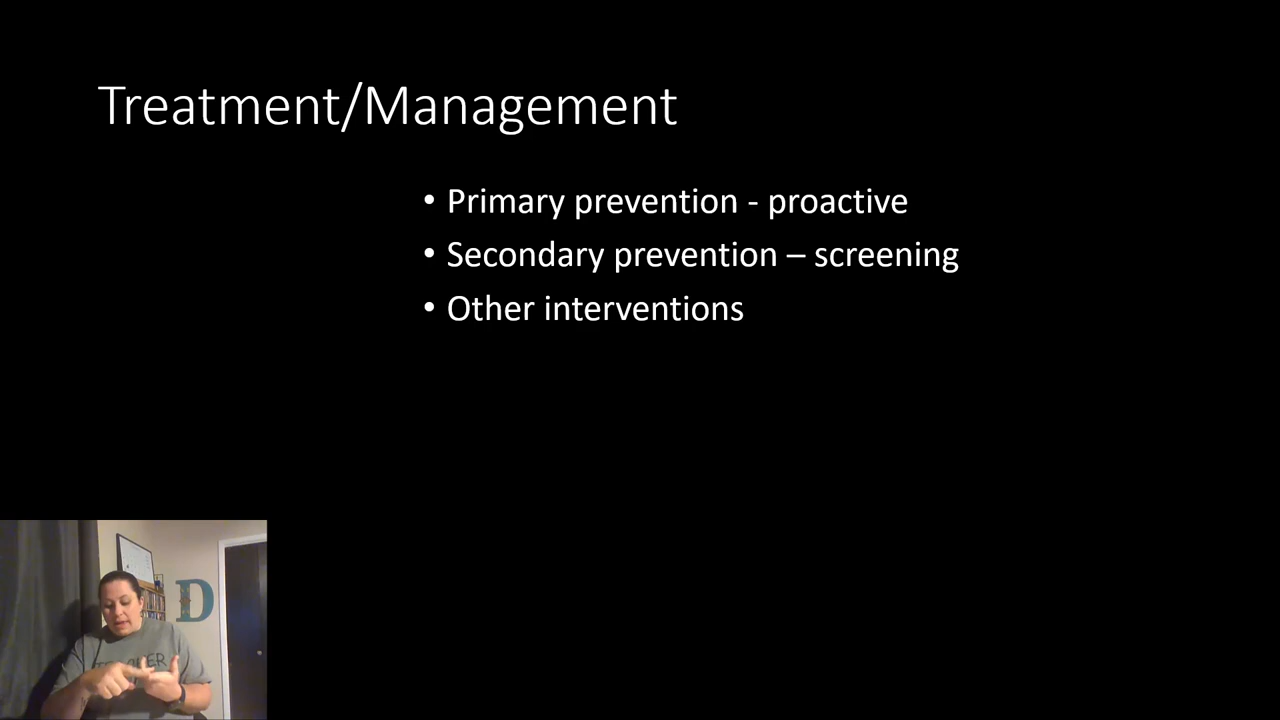 Treatment/Management
• Primary prevention - proactive
• Secondary prevention – screening
• Other interventions
D